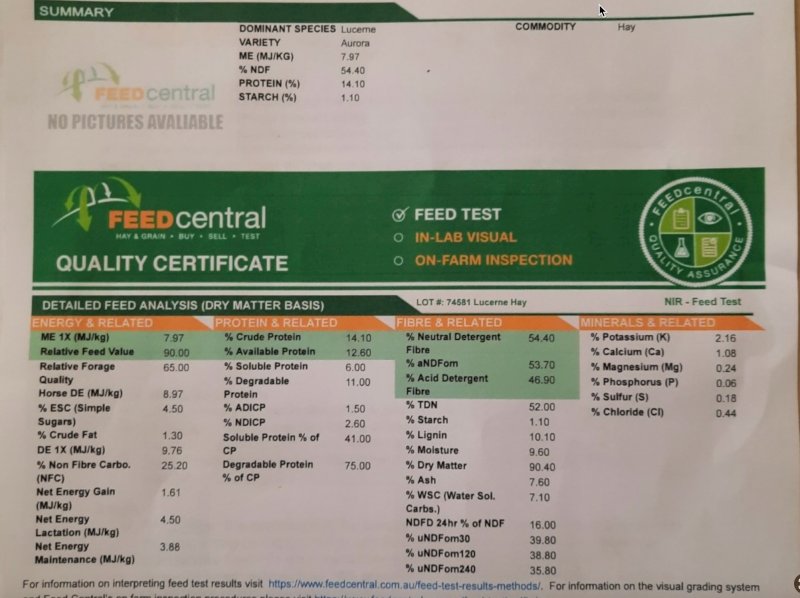 SUMMARY
DOMINANT SPECIES Lucerne COMMODITY Hay
VARIETY Aurora
ME (MJ/KG) 7.97
% NDF 54.40
PROTEIN (%) 14.10
STARCH (%) 1.10
FEEDcentral
NO PICTURES AVALIABLE
FEEDcentral
HAY & GRAIN • BUY • SELL • TEST
QUALITY CERTIFICATE
FEED TEST
IN-LAB VISUAL
ON-FARM INSPECTION
FEEDcentral
QUALITY ASSURANCE
DETAILED FEED ANALYSIS (DRY MATTER BASIS) LOT #: 74581 Lucerne Hay NIR - Feed Test
ENERGY & RELATED
ME 1X (MJ/kg) 7.97
Relative Feed Value 90.00
Relative Forage 65.00
Quality
Horse DE (MJ/kg) 8.97
% ESC (Simple 4.50
Sugars)
% Crude Fat 1.30
DE 1X (MJ/kg) 9.76
% Non Fibre Carbo. 25.20
(NFC)
Net Energy Gain 1.61
(MJ/kg)
Net Energy 4.50
Lactation (MJ/kg)
Net Energy 3.88
Maintenance (MJ/kg)
PROTEIN & RELATED
% Crude Protein 14.10
% Available Protein 12.60
% Soluble Protein 6.00
% Degradable 11.00
Protein
% ADICP 1.50
% NDICP 2.60
Soluble Protein % of 41.00
CP
Degradable Protein 75.00
% of CP
FIBRE & RELATED
% Neutral Detergent 54.40
Fibre
% aNDFom 53.70
% Acid Detergent 46.90
Fibre
% TDN 52.00
% Starch 1.10
% Lignin 10.10
% Moisture 9.60
% Dry Matter 90.40
% Ash 7.60
% WSC (Water Sol. 7.10
Carbs.)
NDFD 24hr % of NDF 16.00
% uNDFom30 39.80
% uNDFom120 38.80
% uNDFom240 35.80
MINERALS & RELATED
% Potassium (K) 2.16
% Calcium (Ca) 1.08
% Magnesium (Mg) 0.24
% Phosphorus (P) 0.06
% Sulfur (S) 0.18
% Chloride (Cl) 0.44
For information on interpreting feed test results visit https://www.feedcentral.com.au/feed-test-results-methods/. For information on the visual grading system